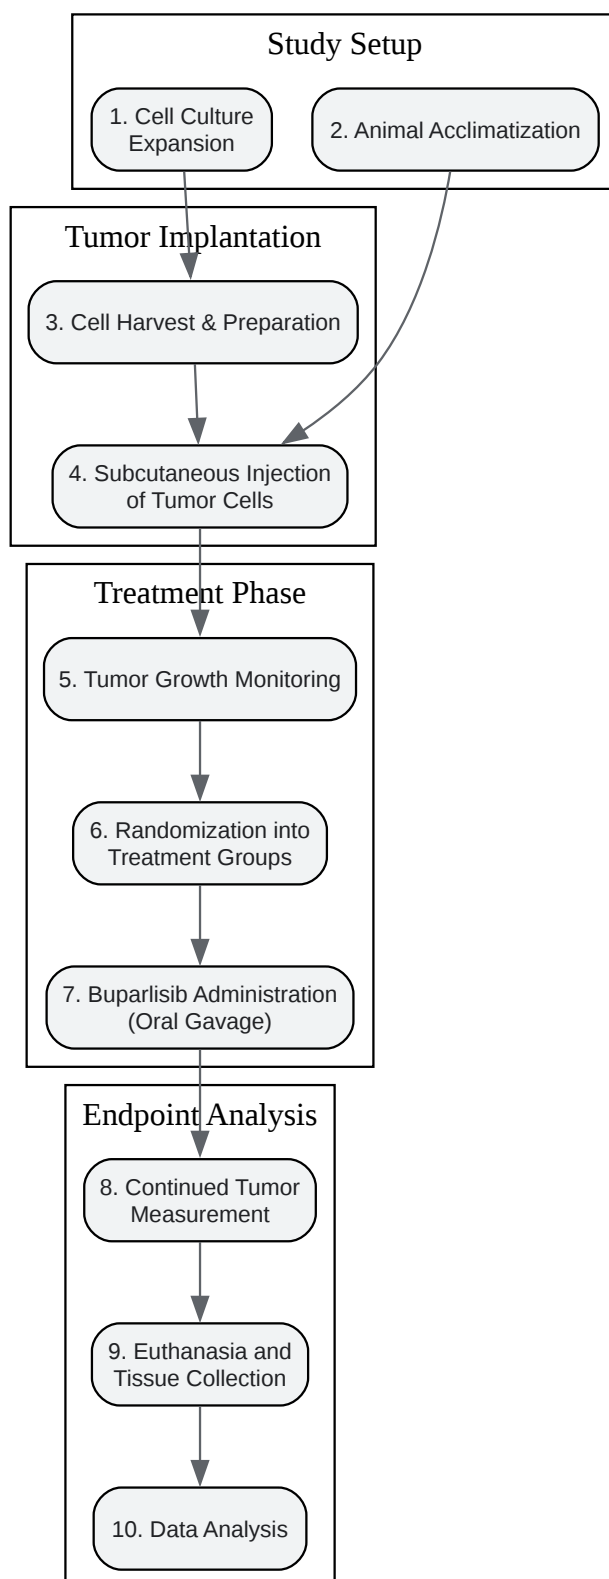 Study Setup
1. Cell Culture
Expansion
2. Animal Acclimatization
Tumor Implantation
3. Cell Harvest & Preparation
4. Subcutaneous Injection
of Tumor Cells
Treatment Phase
5. Tumor Growth Monitoring
6. Randomization into
Treatment Groups
7. Buparlisib Administration
(Oral Gavage)
Endpoint Analysis
8. Continued Tumor
Measurement
9. Euthanasia and
Tissue Collection
10. Data Analysis